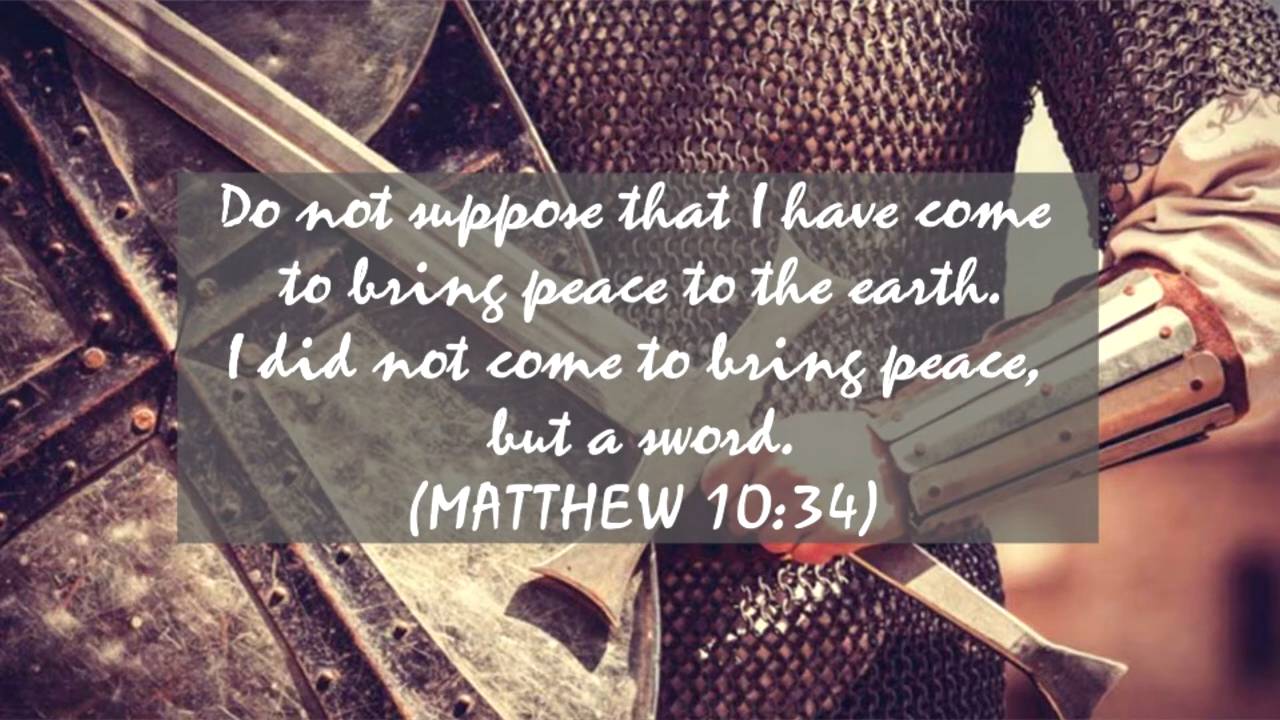 Do not suppose that I have come
to bring peace to the earth.
I did not come to bring peace,
but a sword.
(MATTHEW 10:34)